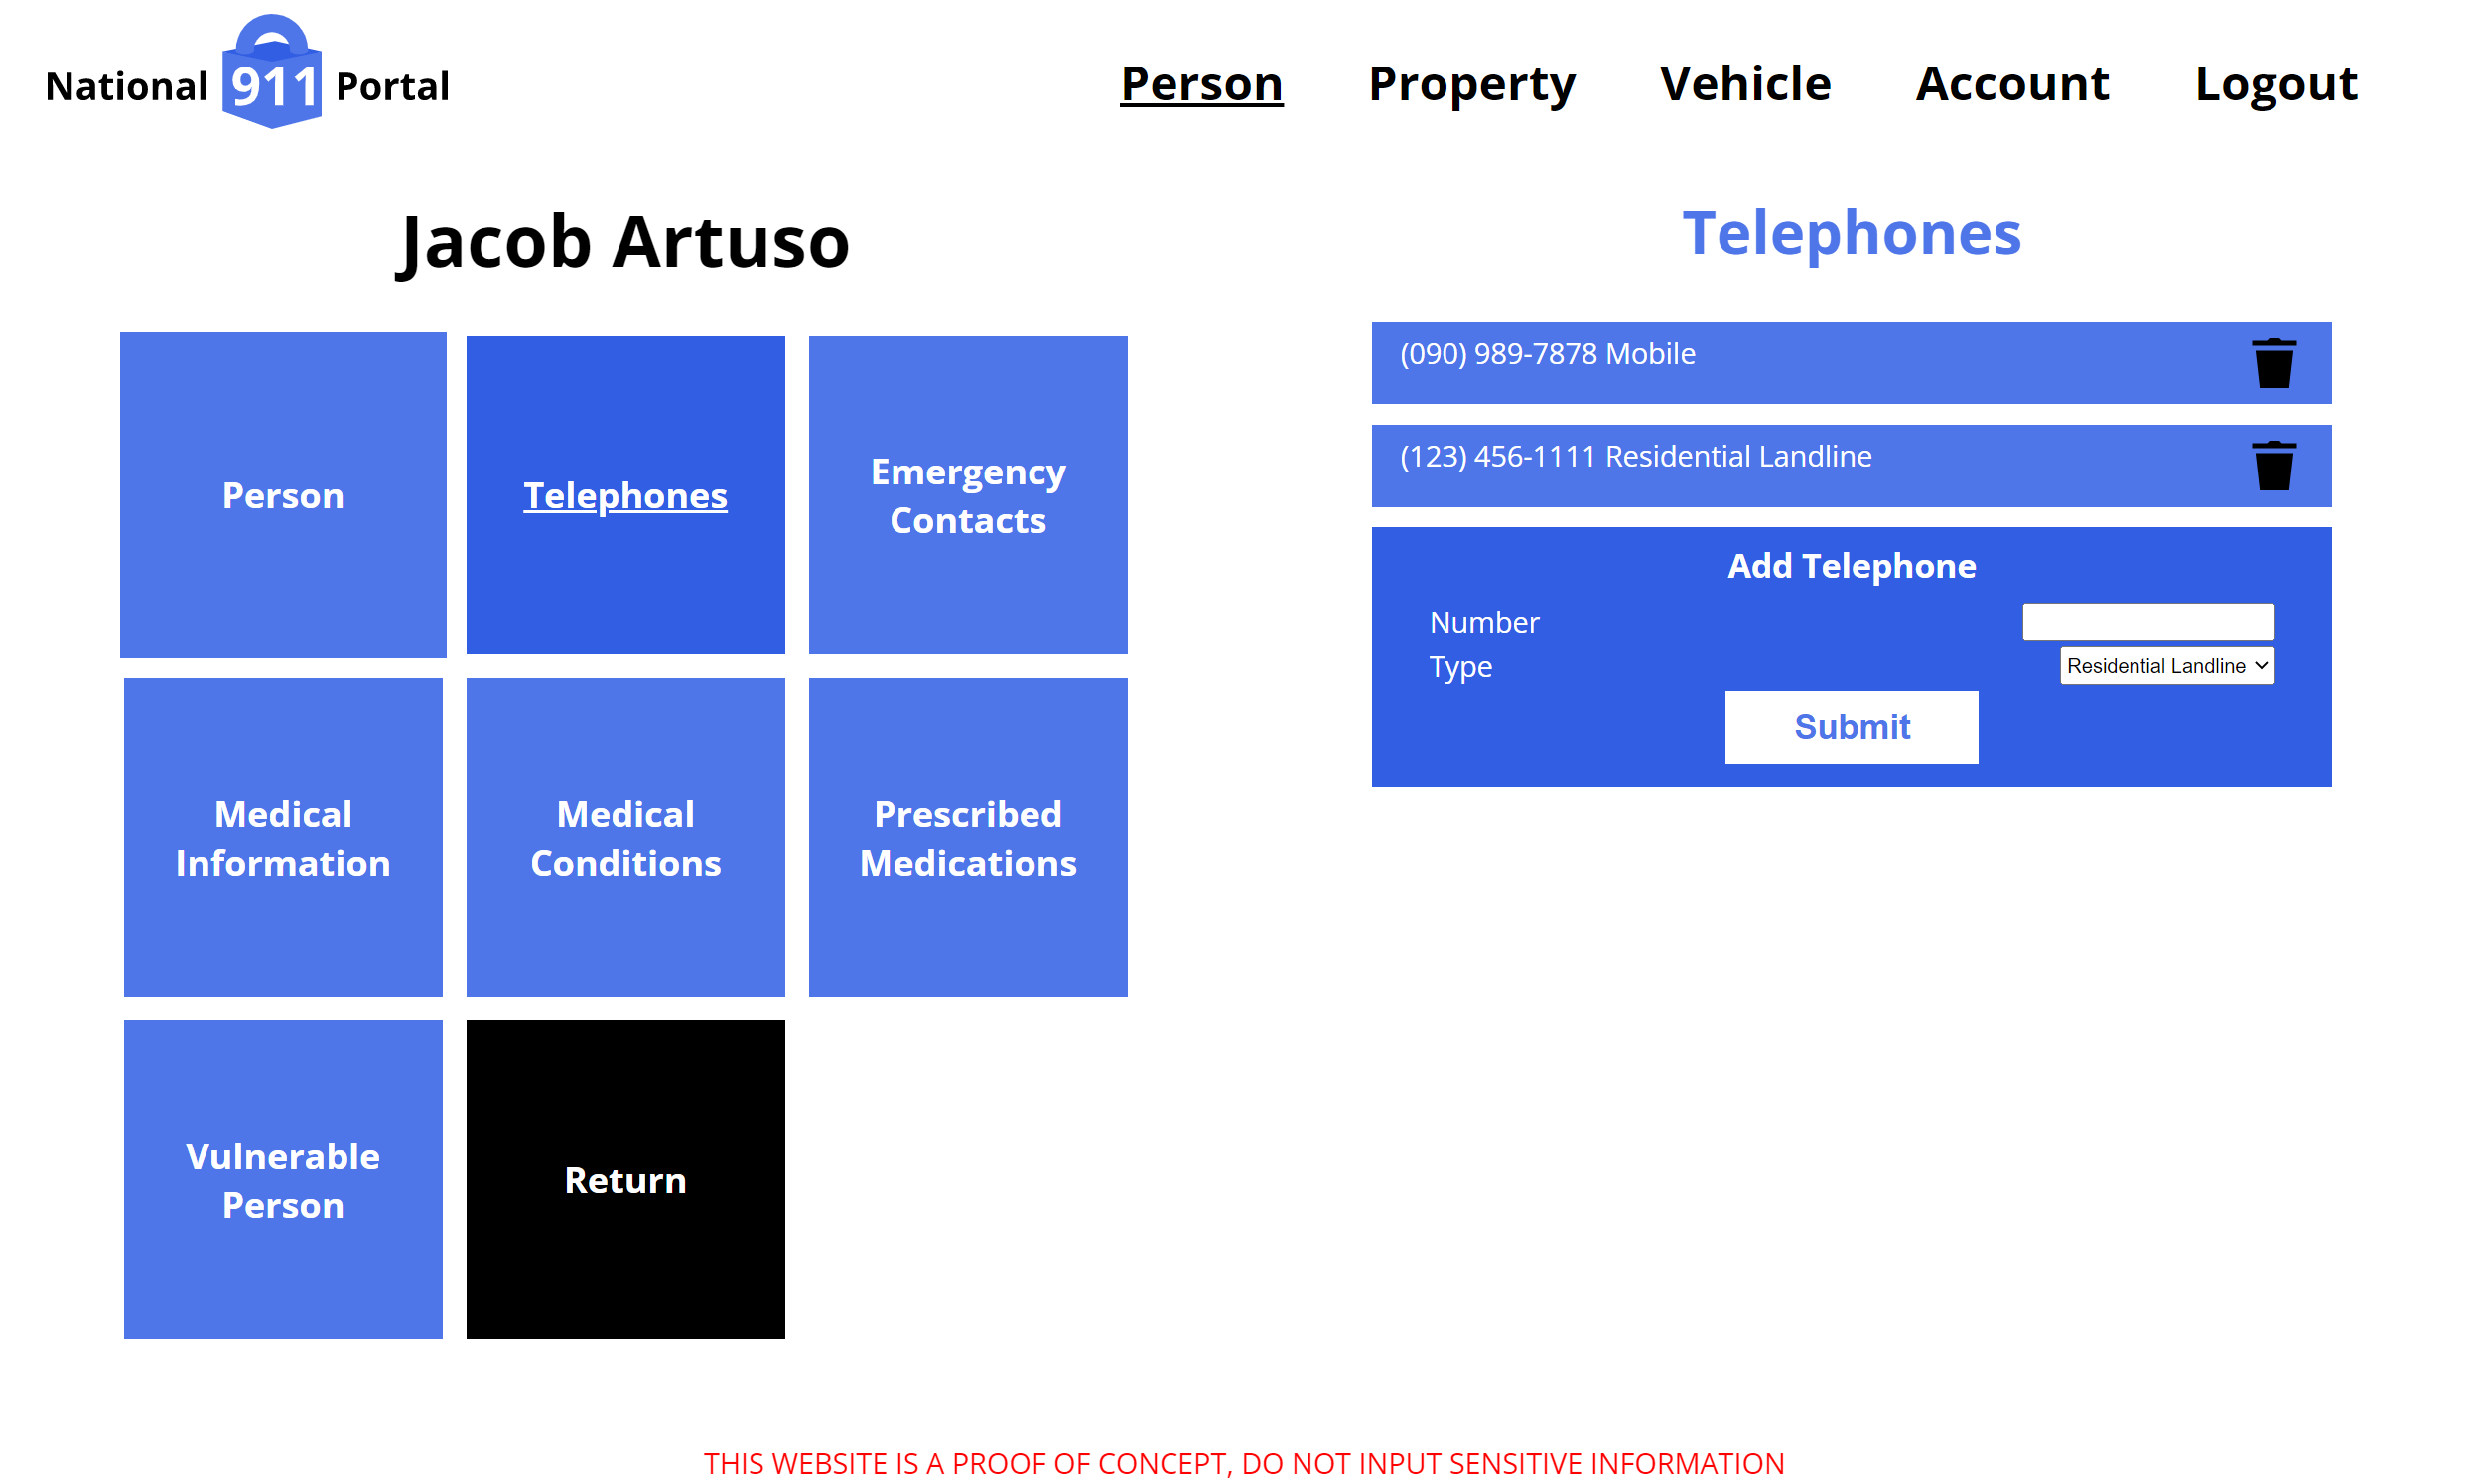 National 911 Portal
Person Property Vehicle Account Logout
Jacob Artuso
Person
Telephones
Emergency
Contacts
Medical
Information
Medical
Conditions
Prescribed
Medications
Vulnerable
Person
Return
Telephones
(090) 989-7878 Mobile
(123) 456-1111 Residential Landline
Add Telephone
Number
Type
Residential Landline
Submit
THIS WEBSITE IS A PROOF OF CONCEPT, DO NOT INPUT SENSITIVE INFORMATION